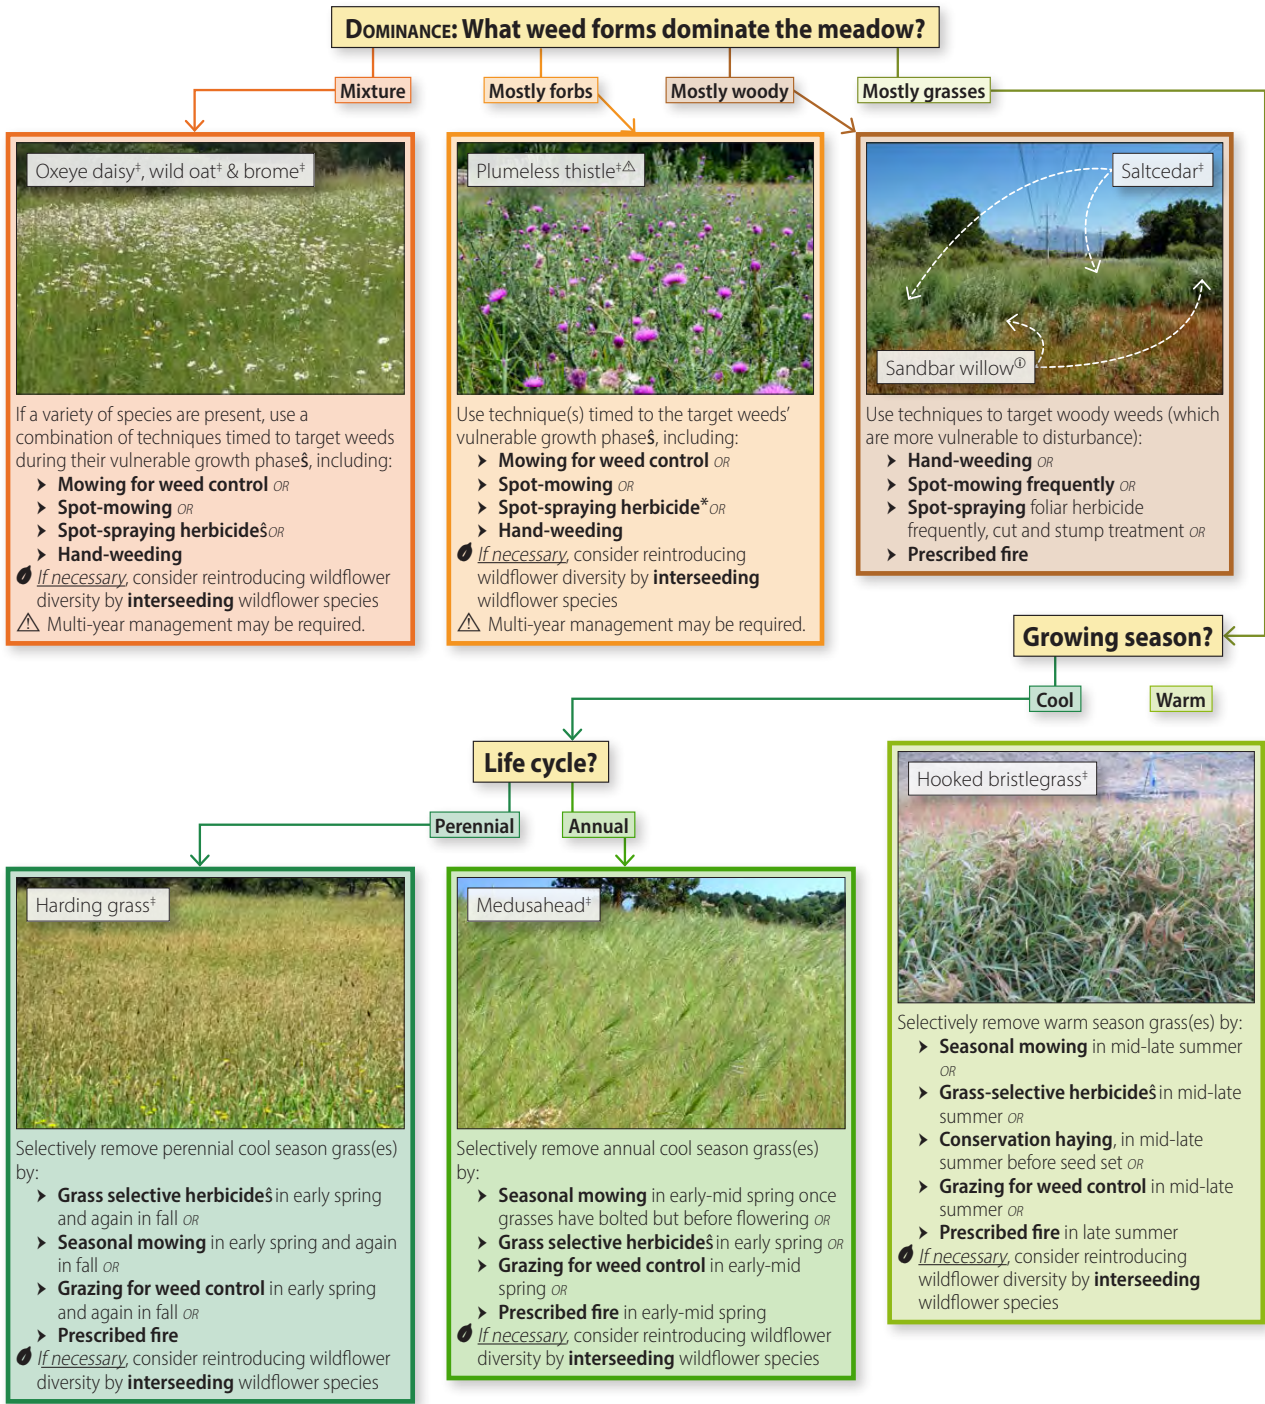 DOMINANCE: What weed forms dominate the meadow?
Mixture
Mostly forbs
Mostly woody
Mostly grasses
Oxeye daisy‡, wild oat‡ & brome‡
If a variety of species are present, use a
combination of techniques timed to target weeds
during their vulnerable growth phaseŝ, including:
➤ Mowing for weed control OR
➤ Spot-mowing OR
➤ Spot-spraying herbicideŝOR
➤ Hand-weeding
If necessary, consider reintroducing wildflower
diversity by interseeding wildflower species
⚠ Multi-year management may be required.
Plumeless thistle‡⚠
Use technique(s) timed to the target weeds’
vulnerable growth phaseŝ, including:
➤ Mowing for weed control OR
➤ Spot-mowing OR
➤ Spot-spraying herbicide*OR
➤ Hand-weeding
If necessary, consider reintroducing
wildflower diversity by interseeding
wildflower species
⚠ Multi-year management may be required.
Saltcedar‡
Sandbar willowⓘ
Use techniques to target woody weeds (which
are more vulnerable to disturbance):
➤ Hand-weeding OR
➤ Spot-mowing frequently OR
➤ Spot-spraying foliar herbicide
frequently, cut and stump treatment OR
➤ Prescribed fire
Growing season?
Cool
Warm
Life cycle?
Perennial
Annual
Harding grass‡
Selectively remove perennial cool season grass(es)
by:
➤ Grass selective herbicideŝ in early spring
and again in fall OR
➤ Seasonal mowing in early spring and again
in fall OR
➤ Grazing for weed control in early spring
and again in fall OR
➤ Prescribed fire
If necessary, consider reintroducing wildflower
diversity by interseeding wildflower species
Medusahead‡
Selectively remove annual cool season grass(es)
by:
➤ Seasonal mowing in early-mid spring once
grasses have bolted but before flowering OR
➤ Grass selective herbicideŝ in early spring OR
➤ Grazing for weed control in early-mid
spring OR
➤ Prescribed fire in early-mid spring
If necessary, consider reintroducing wildflower
diversity by interseeding wildflower species
Hooked bristlegrass‡
Selectively remove warm season grass(es) by:
➤ Seasonal mowing in mid-late summer
OR
➤ Grass-selective herbicideŝ in mid-late
summer OR
➤ Conservation haying, in mid-late
summer before seed set OR
➤ Grazing for weed control in mid-late
summer OR
➤ Prescribed fire in late summer
If necessary, consider reintroducing
wildflower diversity by interseeding
wildflower species